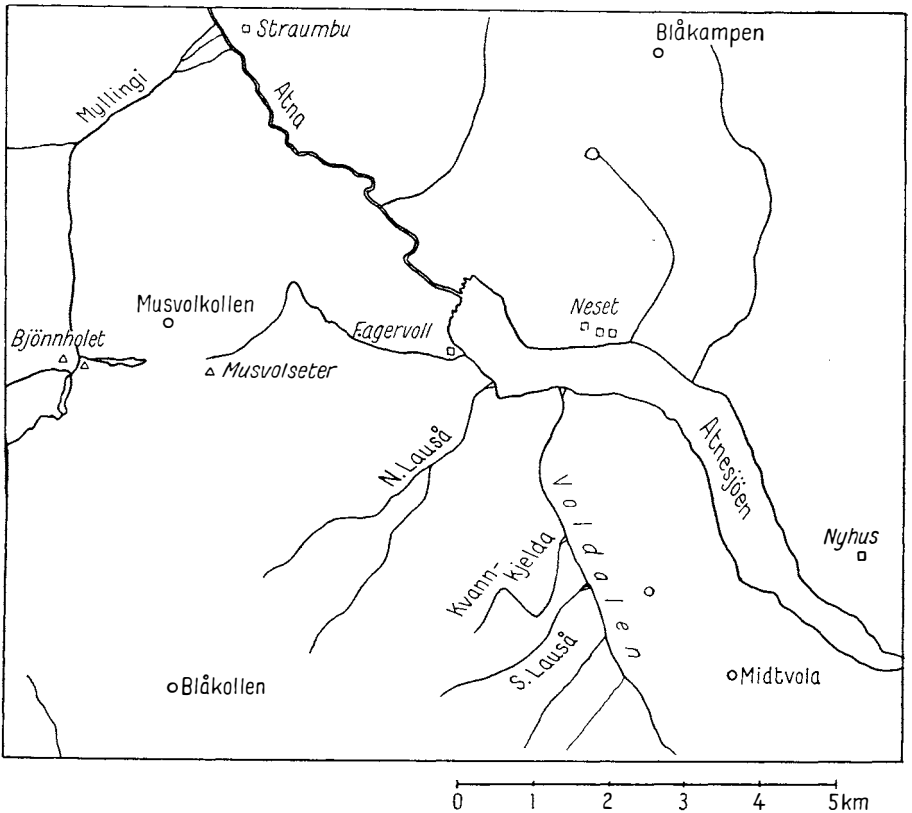 Straumbu
Blåkampen
Myllingi
Atna
Musvolkollen
Neset
Bjönnholet
Fagervoll
Musvolseter
N. Lauså
Atnesjöen
Voldalen
Nyhus
Kvann-
kjelda
S. Lauså
Blåkollen
Midtvola
0 1 2 3 4 5 km